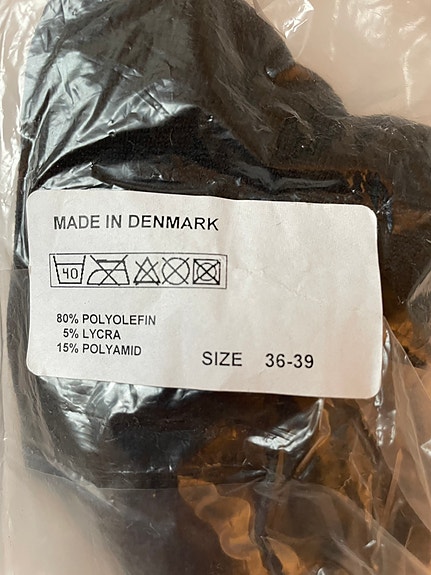 MADE IN DENMARK
40
80% POLYOLEFIN
5% LYCRA
15% POLYAMID
SIZE 36-39